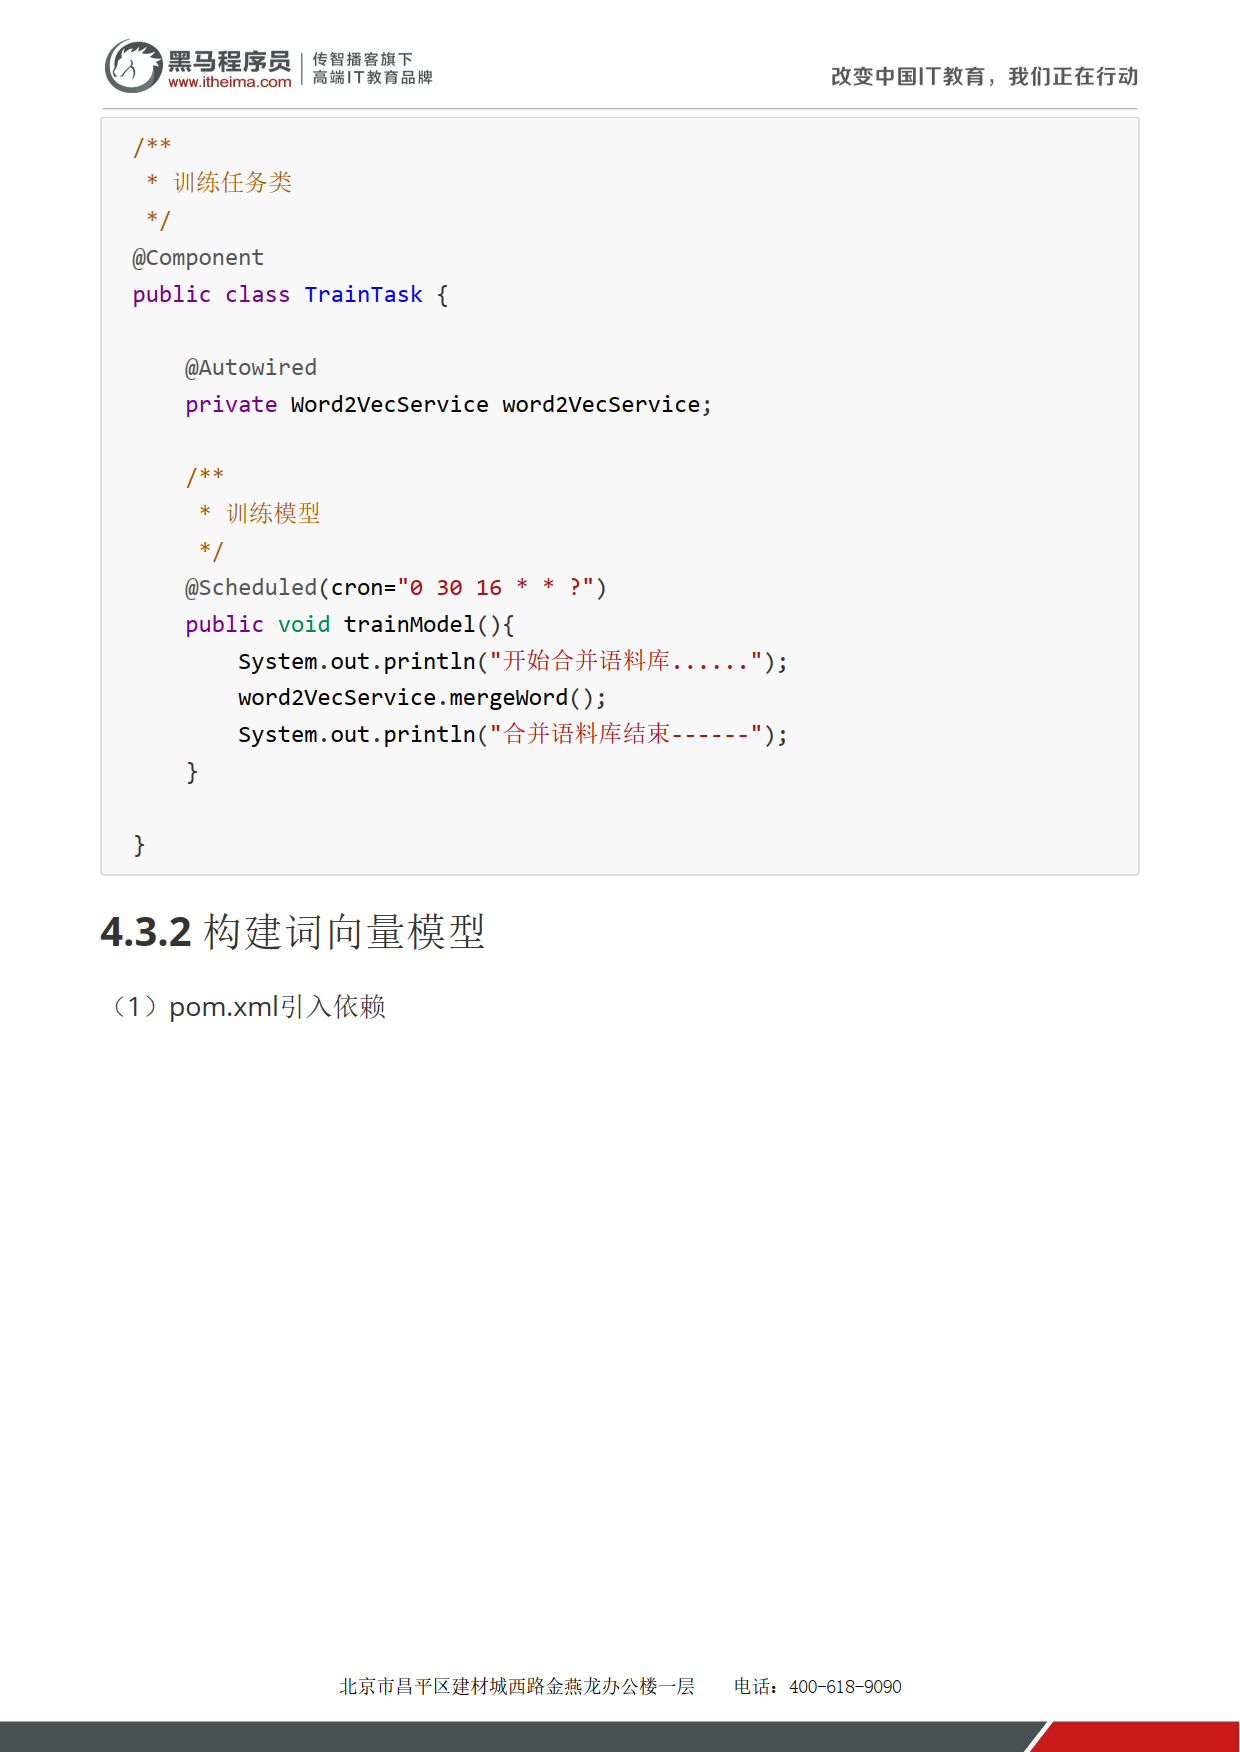 黑马程序员
www.itheima.com
传智播客旗下
高端IT教育品牌
改变中国IT教育，我们正在行动
/**
 * 训练任务类
 */
@Component
public class TrainTask {
    @Autowired
    private Word2VecService word2VecService;
    /**
     * 训练模型
     */
    @Scheduled(cron="0 30 16 * * ?")
    public void trainModel(){
        System.out.println("开始合并语料库......");
        word2VecService.mergeWord();
        System.out.println("合并语料库结束------");
    }
}
4.3.2 构建词向量模型
（1）pom.xml引入依赖
北京市昌平区建材城西路金燕龙办公楼一层 电话：400-618-9090